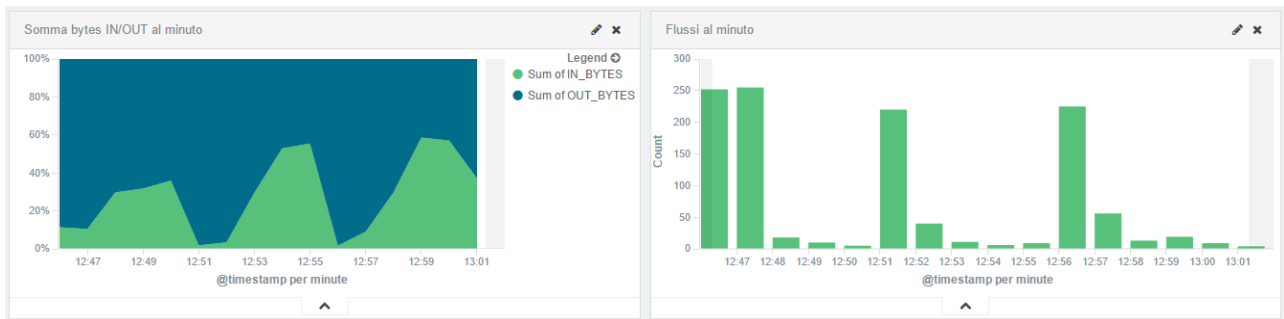 Somma bytes IN/OUT al minuto
100%
80%
60%
40%
20%
0%
12:47 12:49 12:51 12:53 12:55 12:57 12:59 13:01
@timestamp per minute
Legend
Sum of IN_BYTES
Sum of OUT_BYTES
Flussi al minuto
Count
300
250
200
150
100
50
0
12:47 12:48 12:49 12:50 12:51 12:52 12:53 12:54 12:55 12:56 12:57 12:58 12:59 13:00 13:01
@timestamp per minute